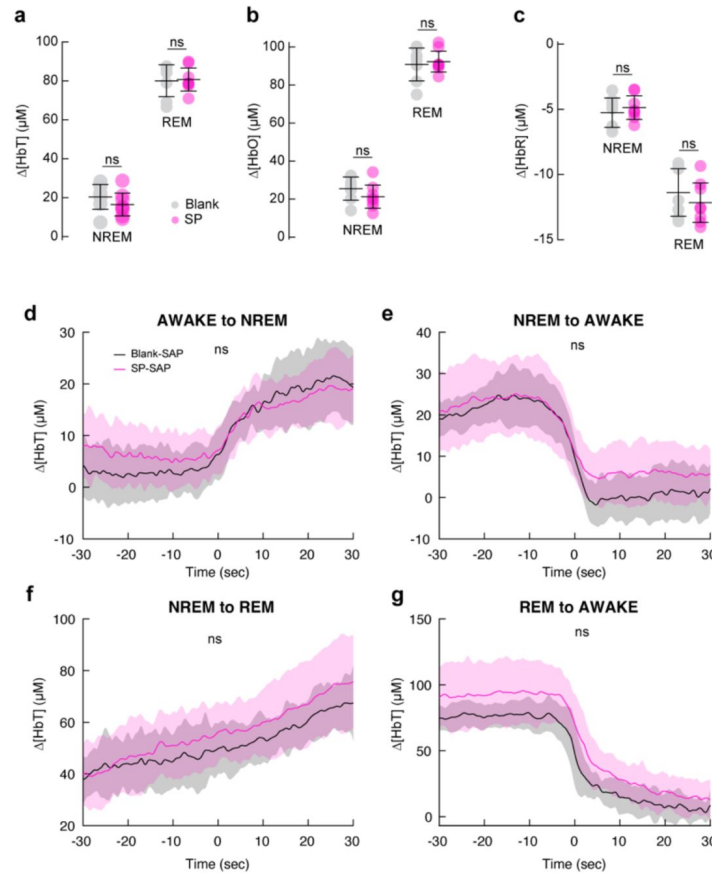 a
ns
100
80
60
40
20
0
Δ[HbT] (μM)
REM
ns
NREM
Blank
SP
b
ns
100
80
60
40
20
0
Δ[HbO] (μM)
REM
ns
NREM
c
0
-5
-10
-15
Δ[HbR] (μM)
ns
NREM
ns
REM
d
AWAKE to NREM
ns
Blank-SAP
SP-SAP
30
20
10
0
-10
Δ[HbT] (μM)
-30 -20 -10 0 10 20 30
Time (sec)
e
NREM to AWAKE
ns
40
30
20
10
0
-10
Δ[HbT] (μM)
-30 -20 -10 0 10 20 30
Time (sec)
f
NREM to REM
ns
100
80
60
40
20
Δ[HbT] (μM)
-30 -20 -10 0 10 20 30
Time (sec)
g
REM to AWAKE
ns
150
100
50
0
Δ[HbT] (μM)
-30 -20 -10 0 10 20 30
Time (sec)